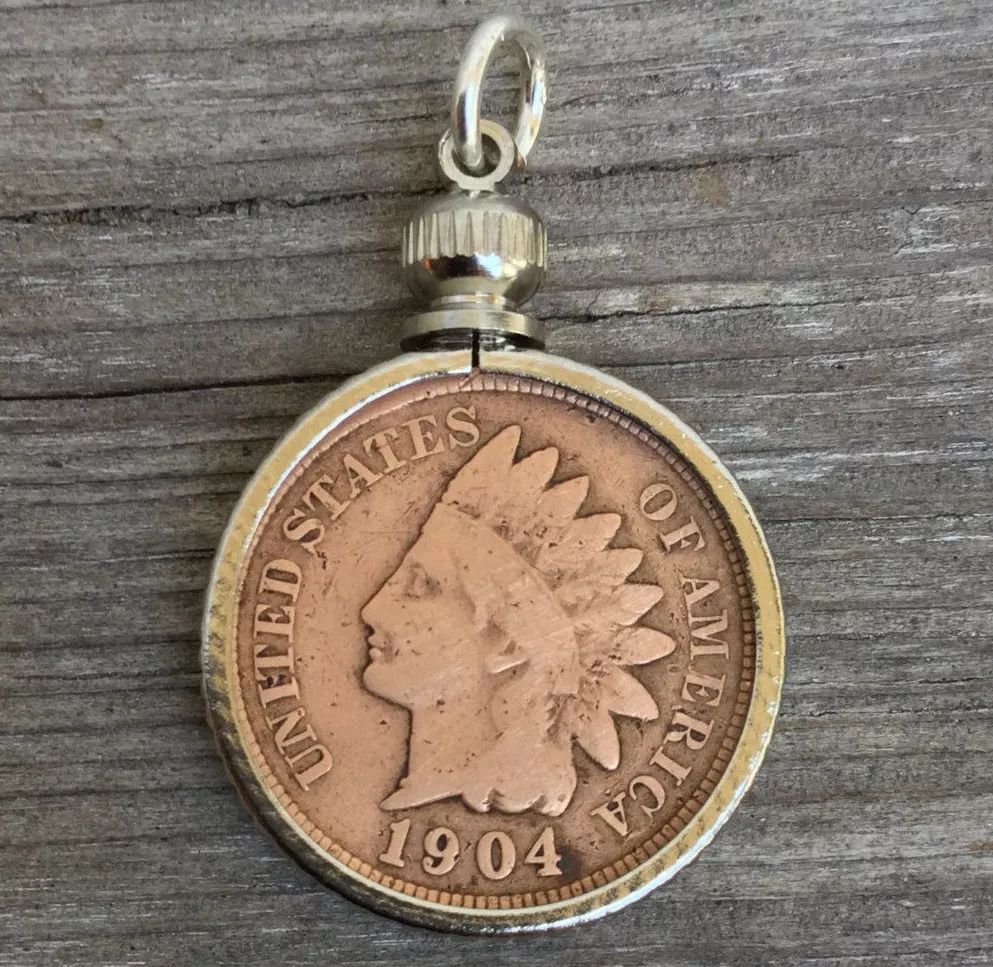 UNITED STATES OF AMERICA
1904